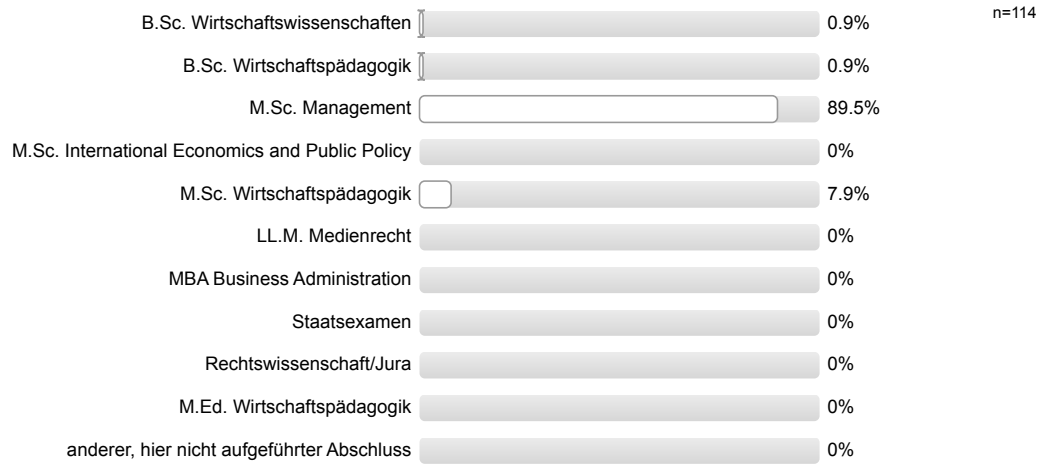 B.Sc. Wirtschaftswissenschaften 0.9% n=114
B.Sc. Wirtschaftspädagogik 0.9%
M.Sc. Management 89.5%
M.Sc. International Economics and Public Policy 0%
M.Sc. Wirtschaftspädagogik 7.9%
LL.M. Medienrecht 0%
MBA Business Administration 0%
Staatsexamen 0%
Rechtswissenschaft/Jura 0%
M.Ed. Wirtschaftspädagogik 0%
anderer, hier nicht aufgeführter Abschluss 0%